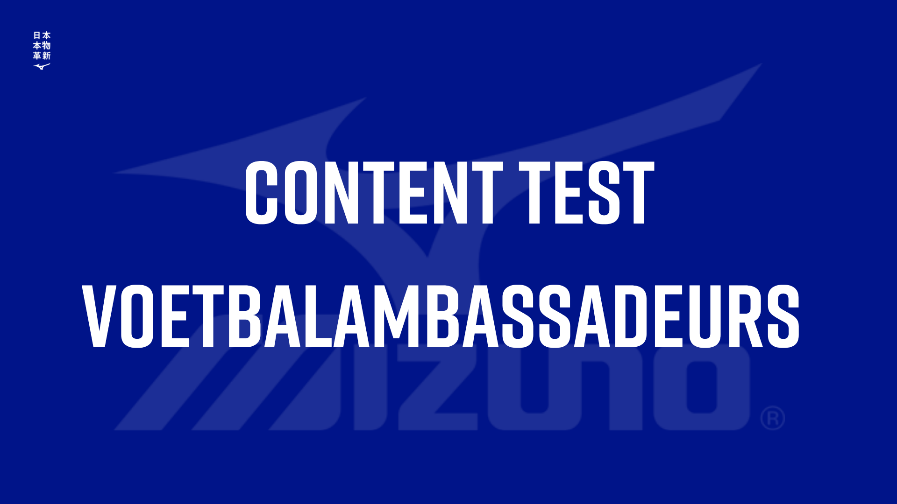 日本
本物
革新
CONTENT TEST
VOETBALAMBASSADEURS
MIZUNO
®